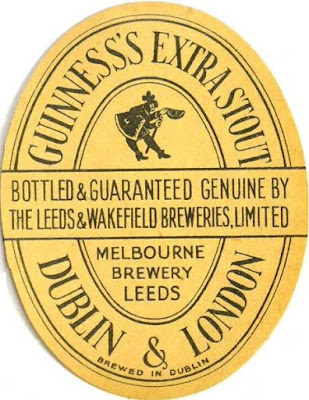 GUINNESS'S EXTRA STOUT
BOTTLED & GUARANTEED GENUINE BY
THE LEEDS & WAKEFIELD BREWERIES, LIMITED
MELBOURNE
BREWERY
LEEDS
DUBLIN & LONDON
BREWED IN DUBLIN